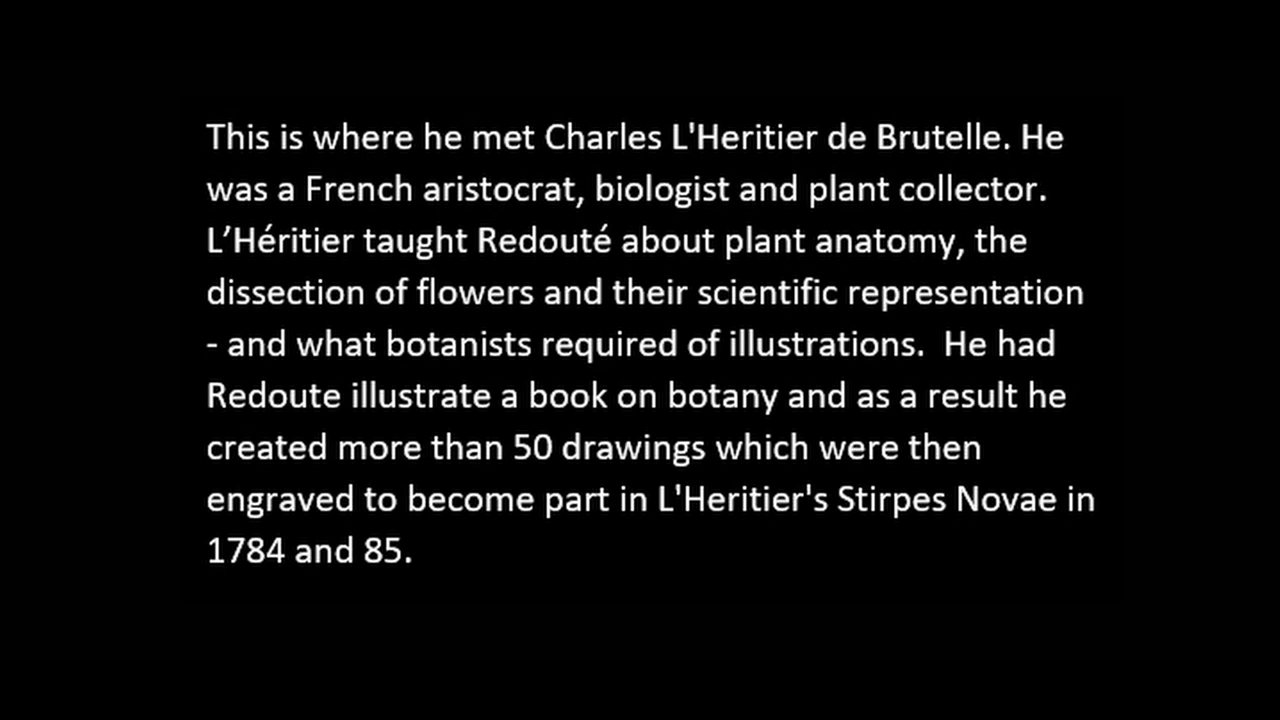 This is where he met Charles L'Heritier de Brutelle. He
was a French aristocrat, biologist and plant collector.
L’Héritier taught Redouté about plant anatomy, the
dissection of flowers and their scientific representation
- and what botanists required of illustrations.  He had
Redoute illustrate a book on botany and as a result he
created more than 50 drawings which were then
engraved to become part in L'Heritier's Stirpes Novae in
1784 and 85.